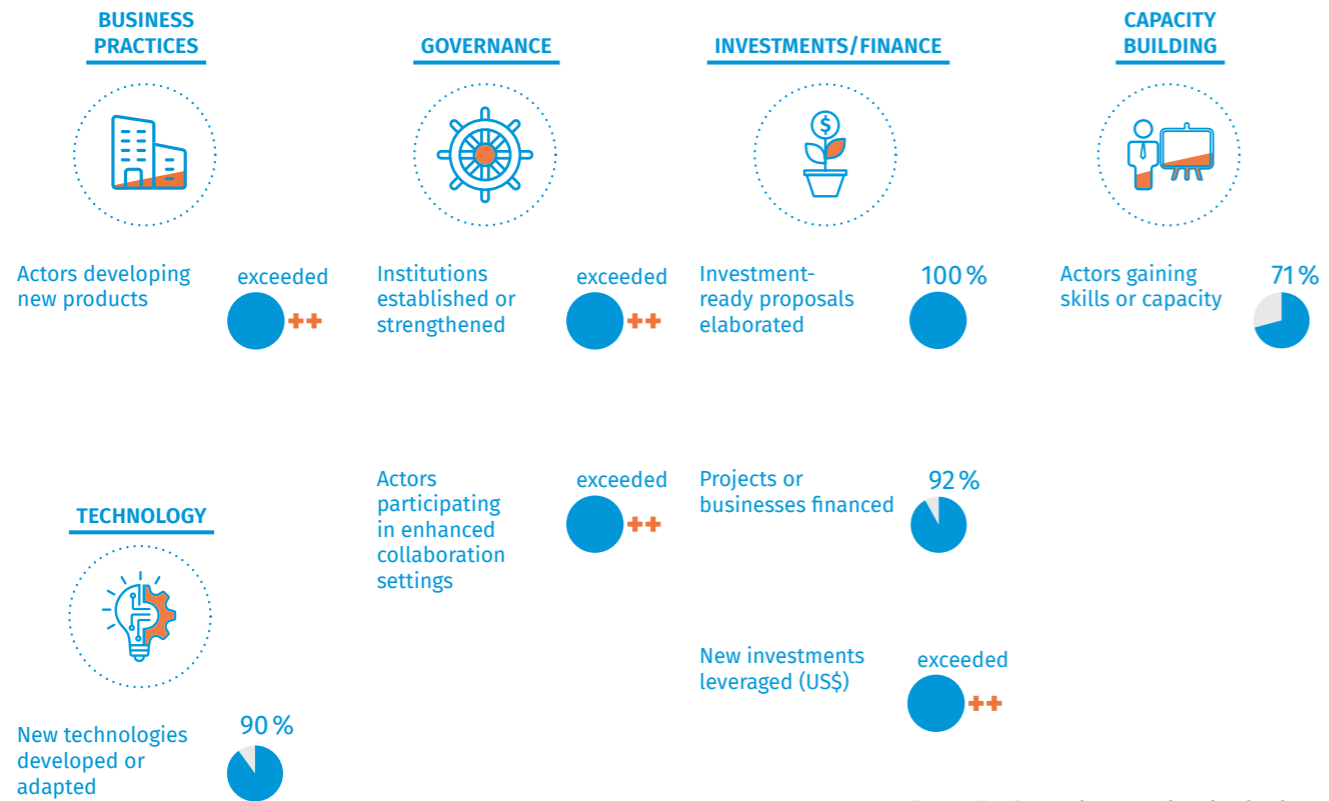 BUSINESS
PRACTICES
Actors developing
new products
exceeded
++
TECHNOLOGY
New technologies
developed or
adapted
90 %
GOVERNANCE
Institutions
established or
strengthened
exceeded
++
Actors
participating
in enhanced
collaboration
settings
exceeded
++
INVESTMENTS/FINANCE
$
Investment-
ready proposals
elaborated
100 %
Projects or
businesses financed
92 %
New investments
leveraged (US$)
exceeded
++
CAPACITY
BUILDING
Actors gaining
skills or capacity
71 %